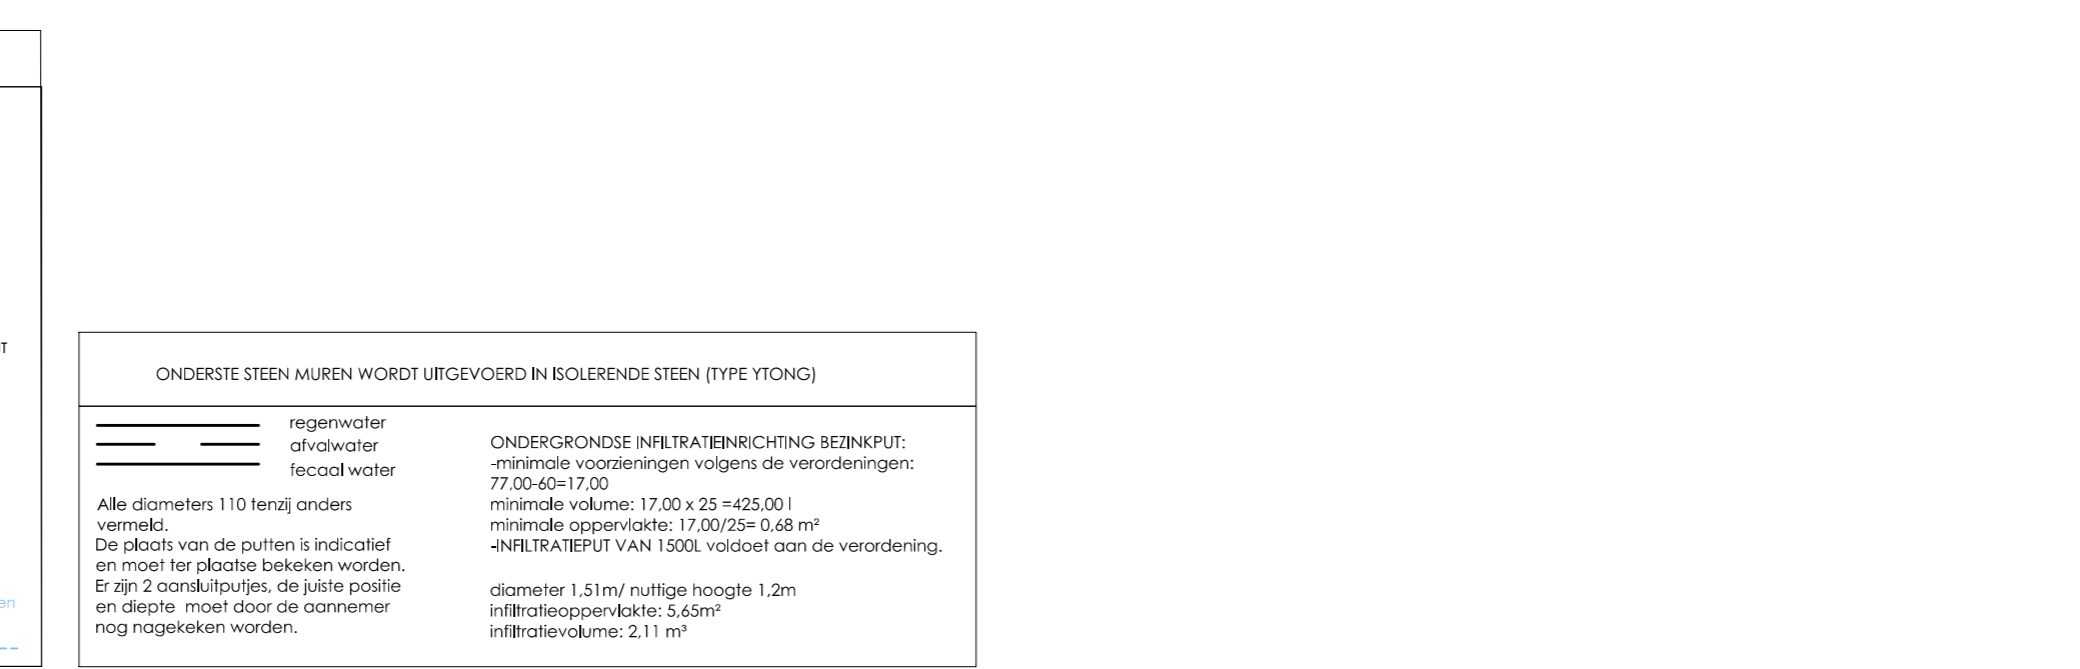 T
en
ONDERSTE STEEN MUREN WORDT UITGEVOERD IN ISOLERENDE STEEN (TYPE YTONG)
regenwater
afvalwater
fecaal water
Alle diameters 110 tenzij anders
vermeld.
De plaats van de putten is indicatief
en moet ter plaatse bekeken worden.
Er zijn 2 aansluitputjes, de juiste positie
en diepte moet door de aannemer
nog nagekeken worden.
ONDERGRONDSE INFILTRATIEINRICHTING BEZINKPUT:
-minimale voorzieningen volgens de verordeningen:
77,00-60=17,00
minimale volume: 17,00 x 25 =425,00 l
minimale oppervlakte: 17,00/25= 0,68 m²
-INFILTRATIEPUT VAN 1500L voldoet aan de verordening.
diameter 1,51m/ nuttige hoogte 1,2m
infiltratieoppervlakte: 5,65m²
infiltratievolume: 2,11 m³